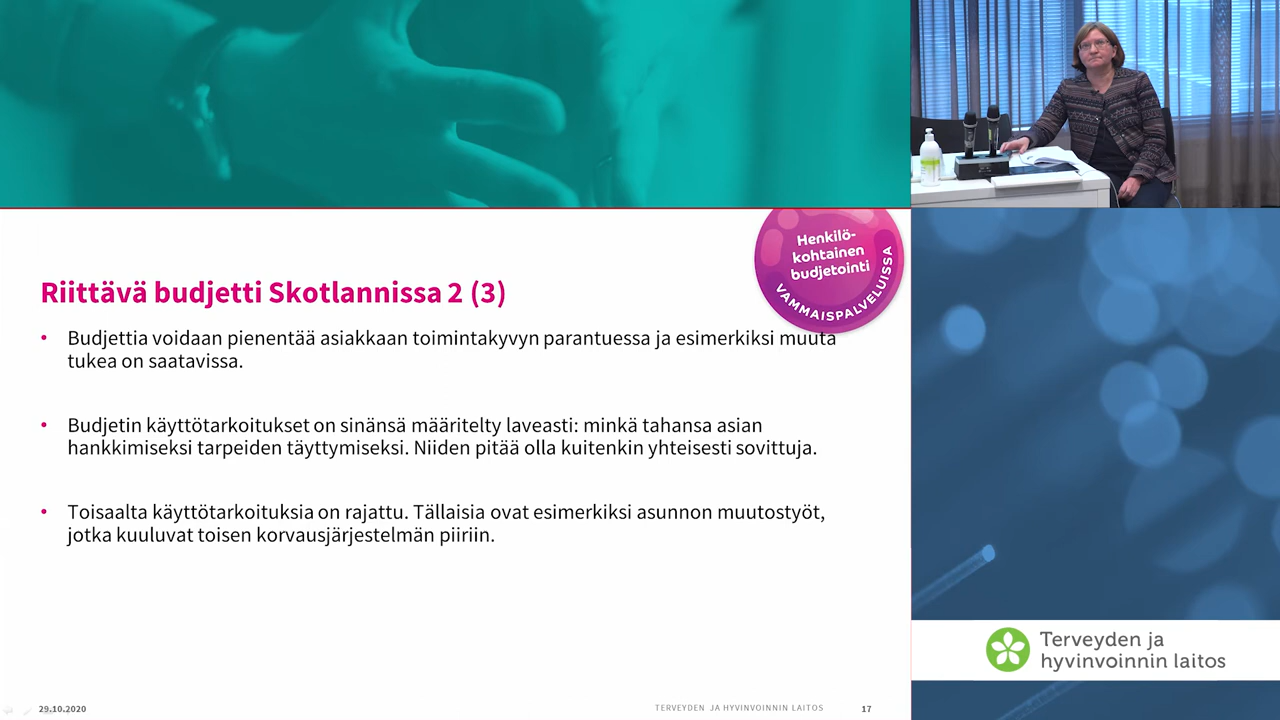 Henkilö-
kohtainen
budjetointi
VAMMAISPALVELUISSA
Riittävä budjetti Skotlannissa 2 (3)
• Budjettia voidaan pienentää asiakkaan toimintakyvyn parantuessa ja esimerkiksi muuta
tukea on saatavissa.
• Budjetin käyttötarkoitukset on sinänsä määritelty laveasti: minkä tahansa asian
hankkimiseksi tarpeiden täyttymiseksi. Niiden pitää olla kuitenkin yhteisesti sovittuja.
• Toisaalta käyttötarkoituksia on rajattu. Tällaisia ovat esimerkiksi asunnon muutostyöt,
jotka kuuluvat toisen korvausjärjestelmän piiriin.
Terveyden ja
hyvinvoinnin laitos
29.10.2020
TERVEYDEN JA HYVINVOINNIN LAITOS
17